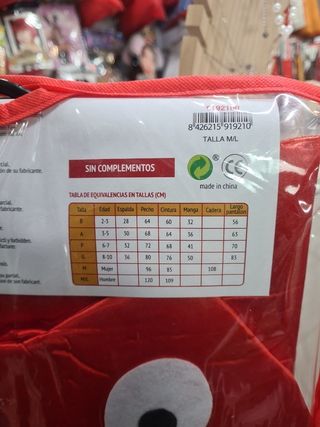 8 426215 919210
TALLA M/L
SIN COMPLEMENTOS
CE
made in china
TABLA DE EQUIVALENCIAS EN TALLAS (CM)
Talla Edad Espalda Pecho Cintura Manga Cadera Largo pantalón
B 2-3 28 64 60 32 56
A 3-5 30 68 64 36 65
F 6-7 32 72 68 41 70
G 8-10 36 80 76 50 83
M Mujer 96 85 108
M/L Hombre 120 109